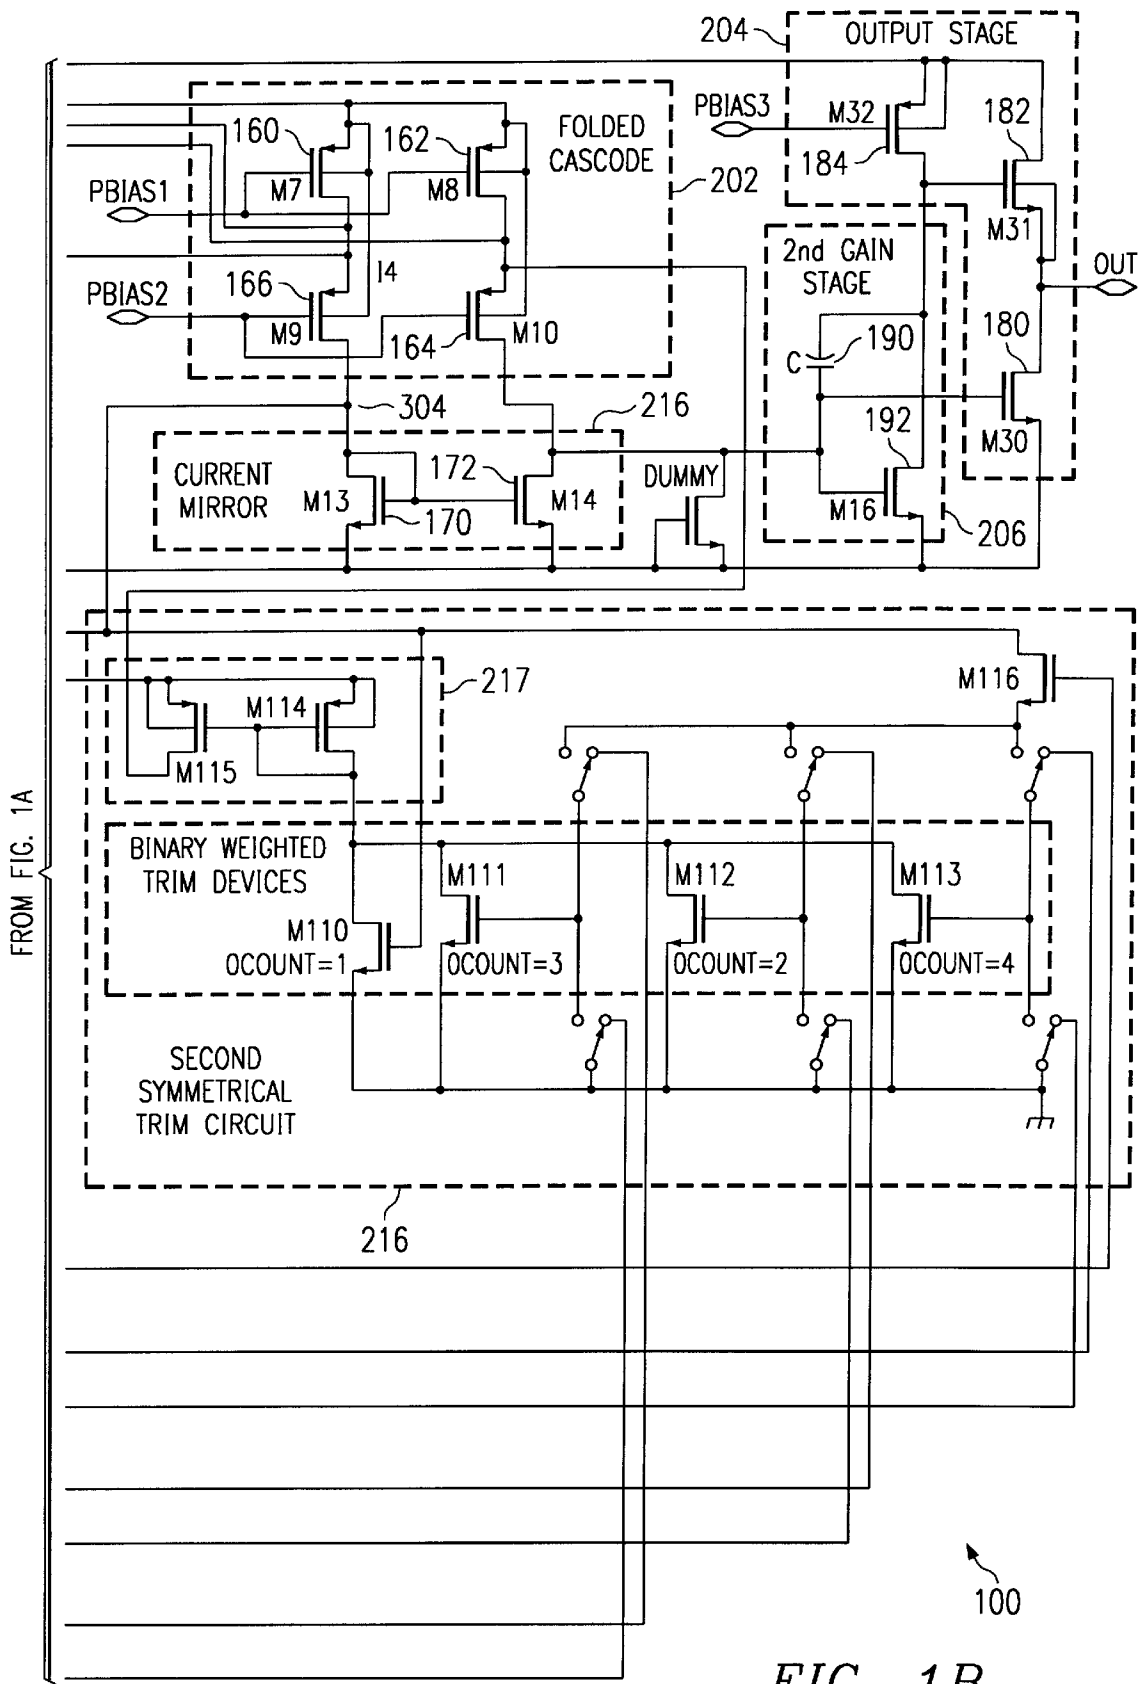 204
OUTPUT STAGE
FOLDED
CASCODE
160
162
M7
M8
202
PBIAS1
PBIAS2
166
M9
I4
164
M10
PBIAS3
M32
184
182
M31
2nd GAIN
STAGE
OUT
C
190
180
M30
192
M16
206
304
216
CURRENT
MIRROR
M13
170
172
M14
DUMMY
217
M114
M115
M116
BINARY WEIGHTED
TRIM DEVICES
M110
OCOUNT=1
M111
OCOUNT=3
M112
OCOUNT=2
M113
OCOUNT=4
SECOND
SYMMETRICAL
TRIM CIRCUIT
216
FROM FIG. 1A
100
FIG. 1B